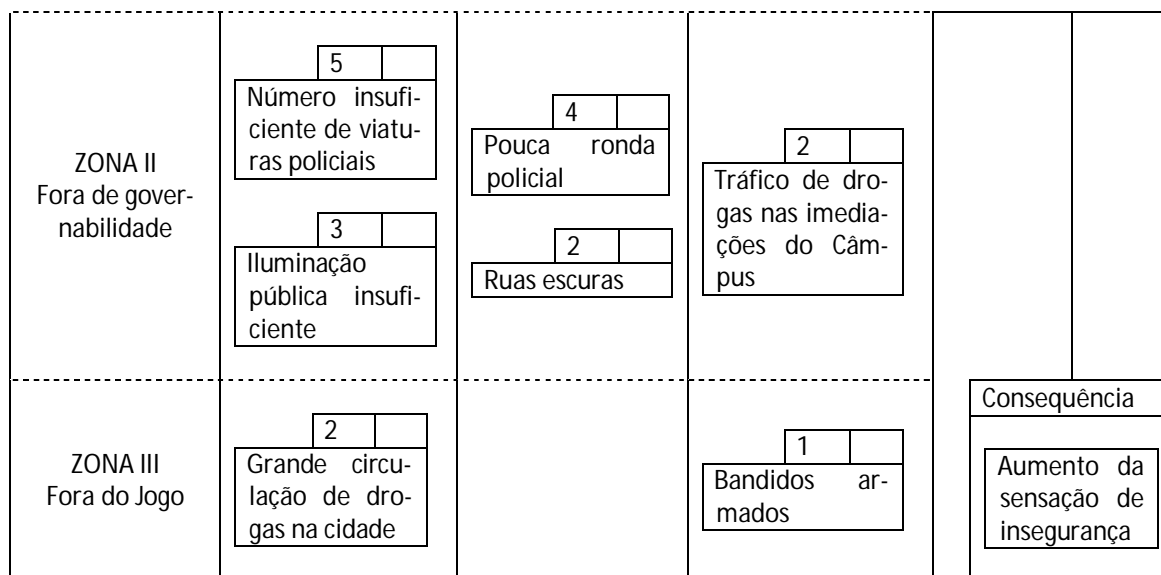 ZONA II
Fora de gover-
nabilidade
5
Número insufi-
ciente de viatu-
ras policiais
3
Iluminação
pública insufi-
ciente
4
Pouca ronda
policial
2
Ruas escuras
2
Tráfico de dro-
gas nas imedia-
ções do Câm-
pus
ZONA III
Fora do Jogo
2
Grande circu-
lação de dro-
gas na cidade
1
Bandidos ar-
mados
Consequência
Aumento da
sensação de
insegurança